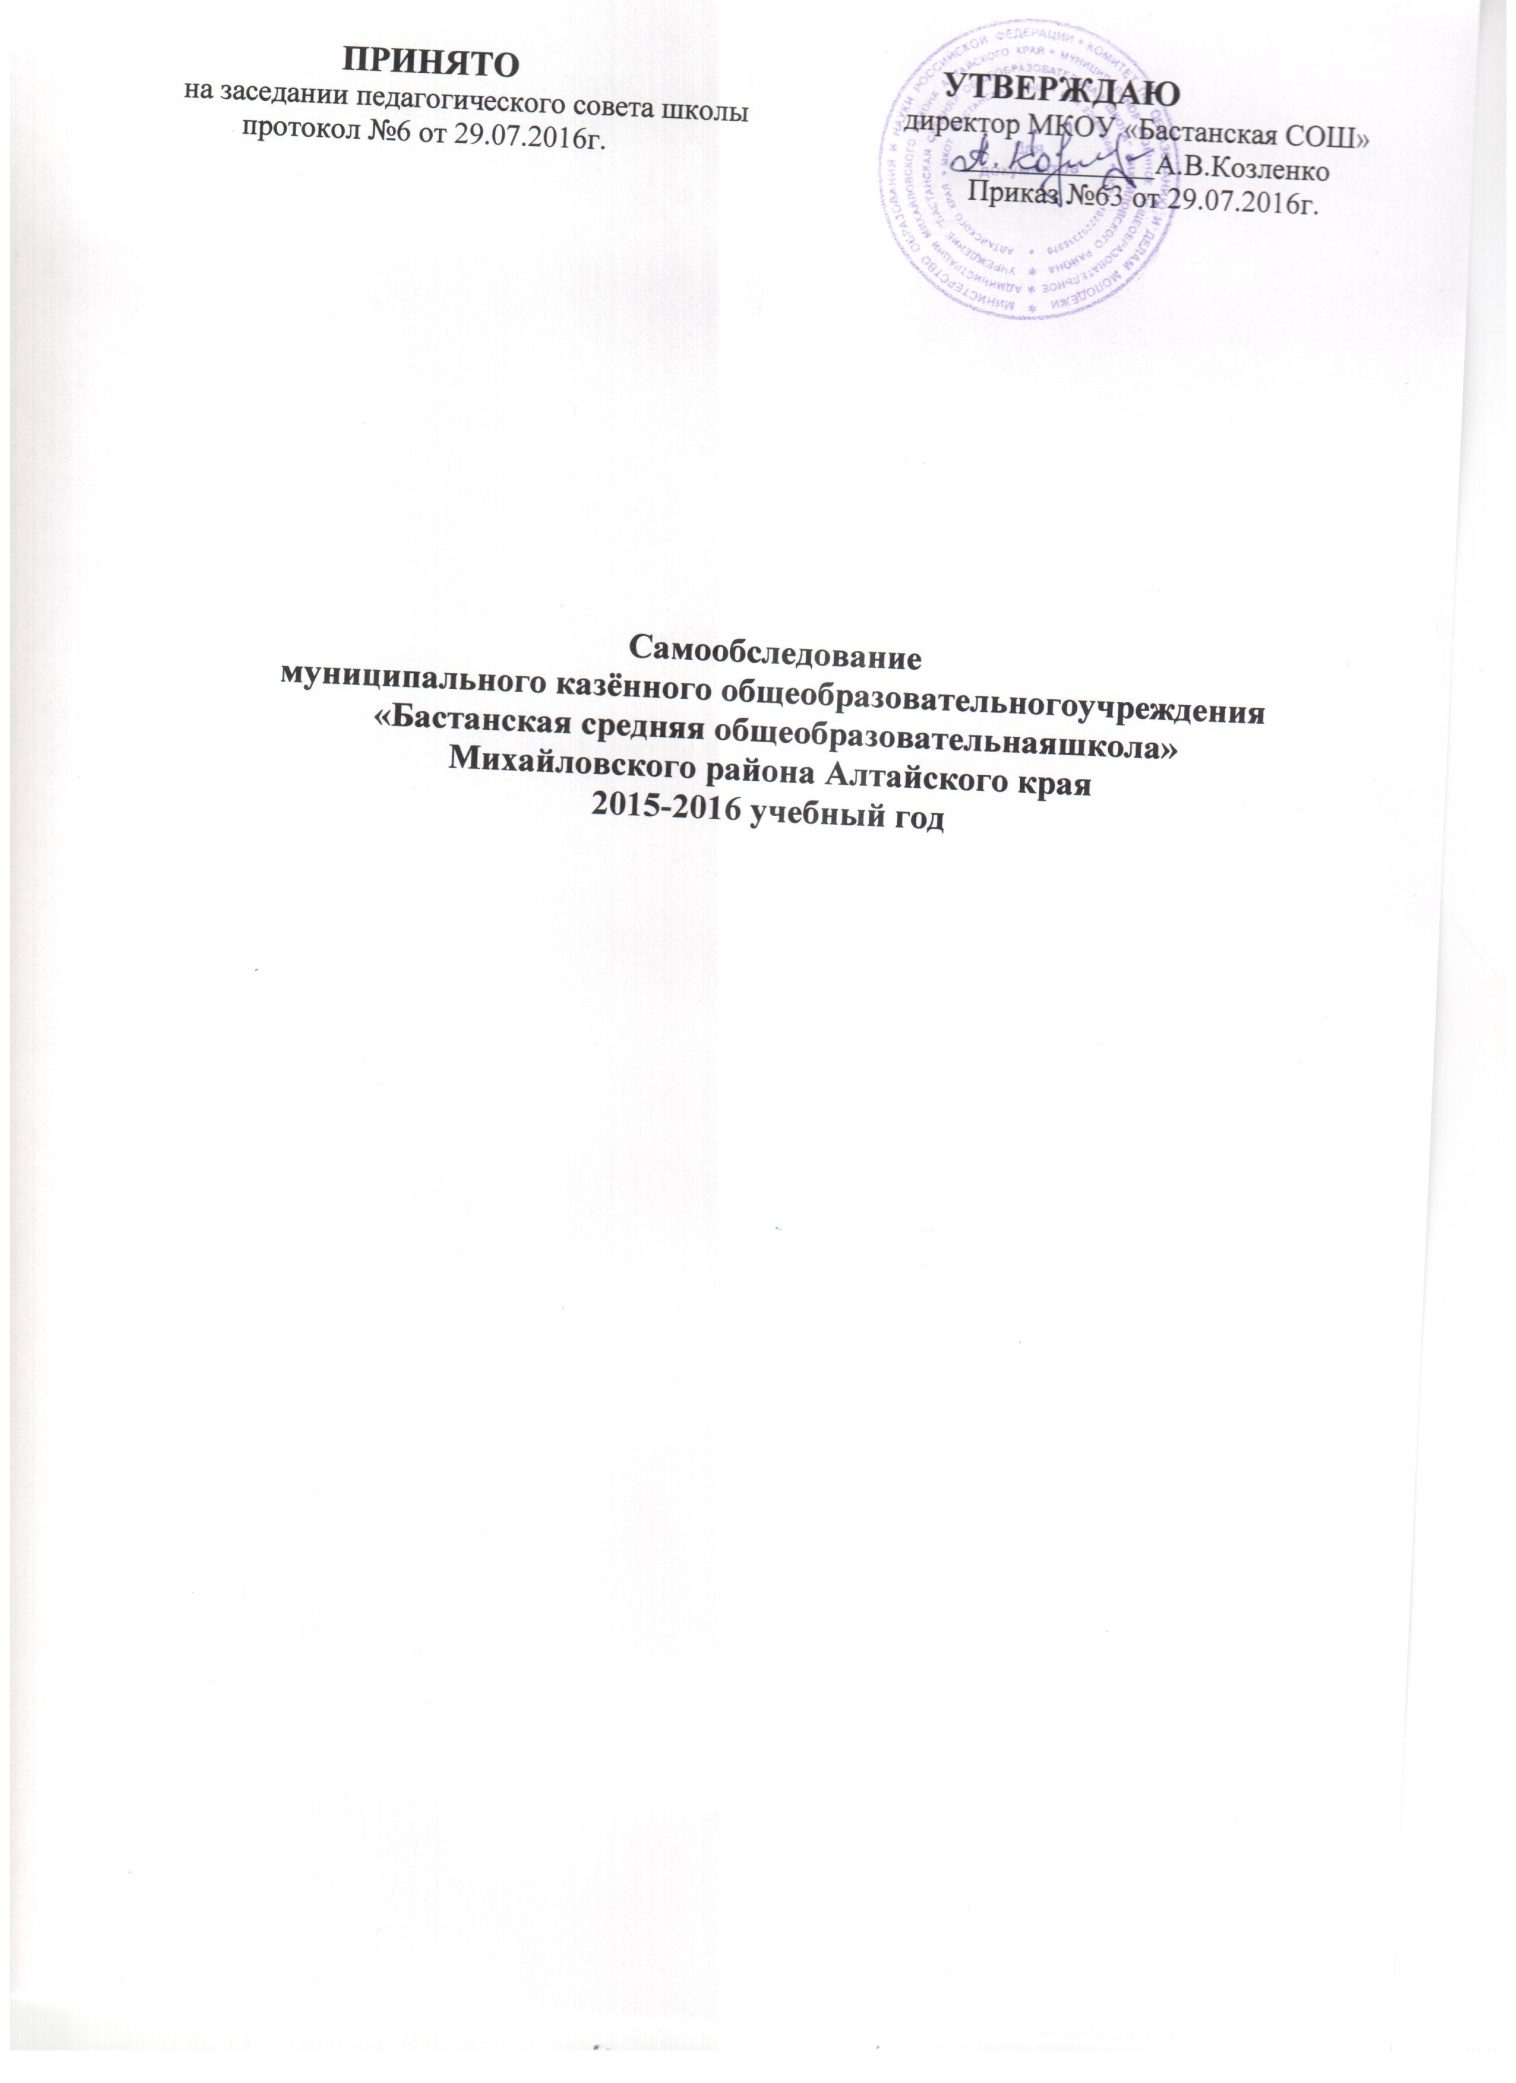 ПРИНЯТО
на заседании педагогического совета школы
протокол №6 от 29.07.2016г.
УТВЕРЖДАЮ
директор МКОУ «Бастанская СОШ»
А.В.Козленко
Приказ №63 от 29.07.2016г.
Самообследование
муниципального казённого общеобразовательногоучреждения
«Бастанская средняя общеобразовательнаяшкола»
Михайловского района Алтайского края
2015-2016 учебный год